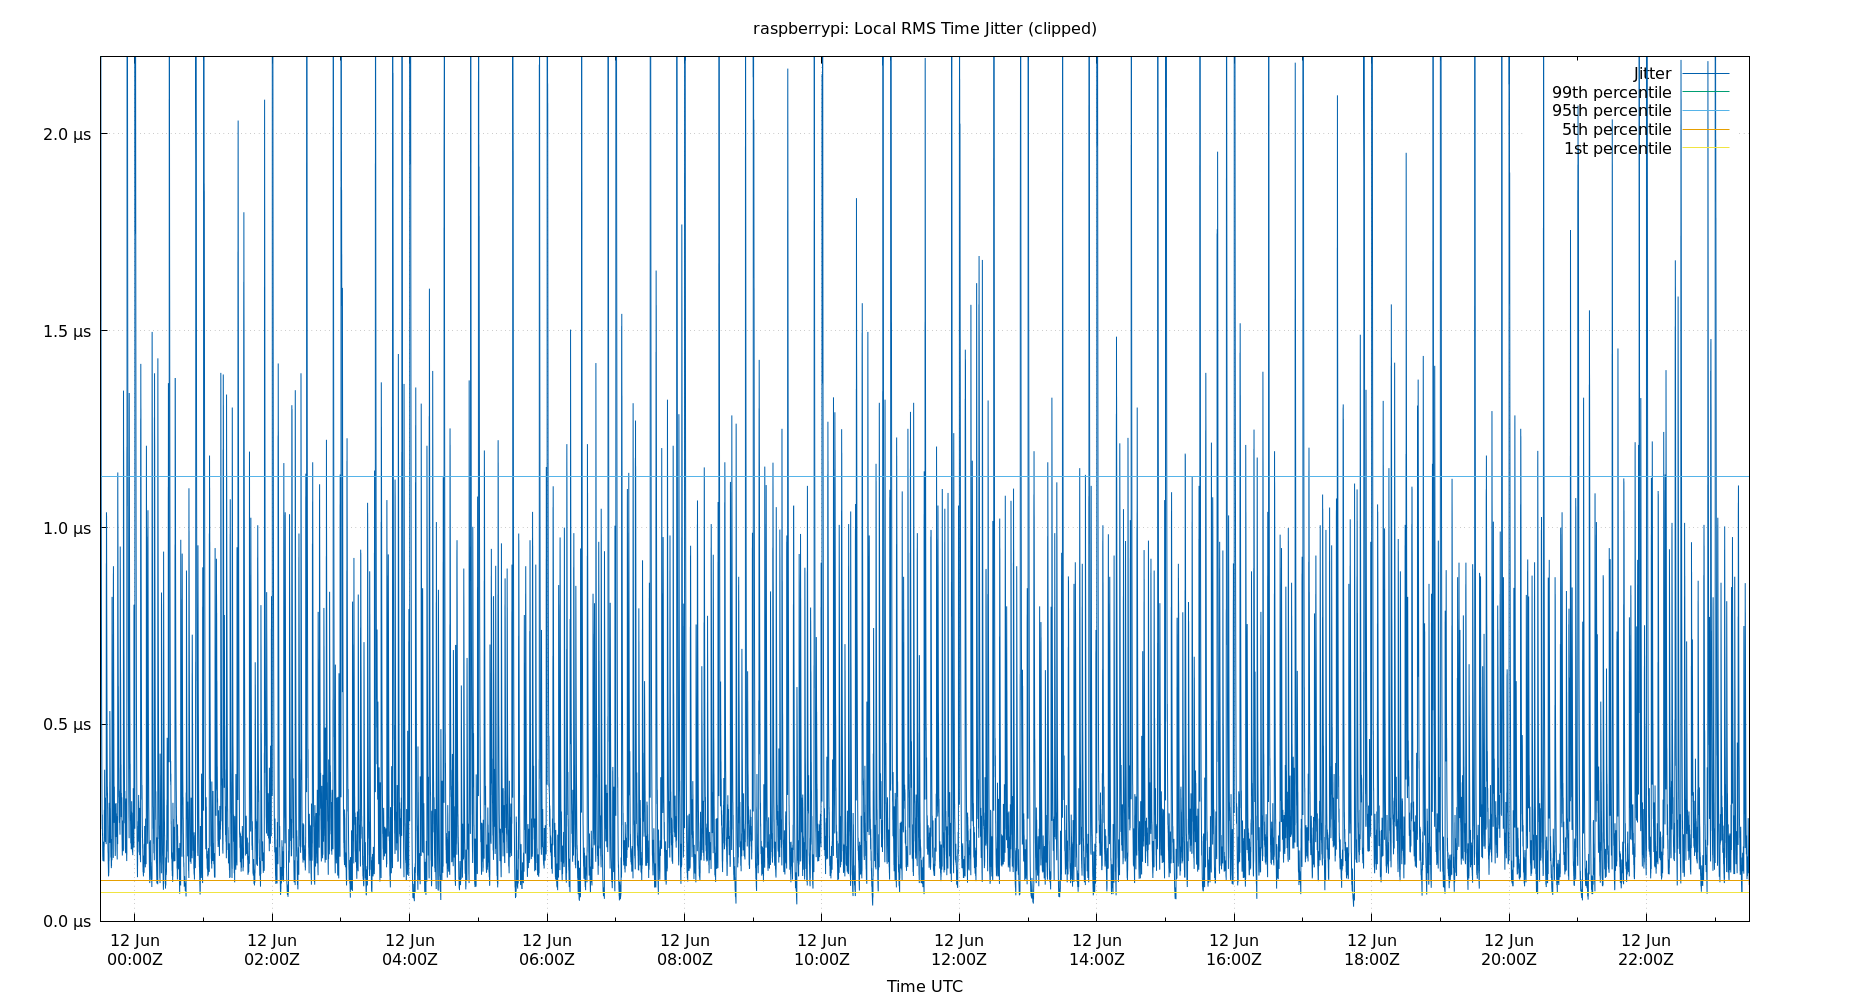 raspberrypi: Local RMS Time Jitter (clipped)
Jitter
99th percentile
95th percentile
5th percentile
1st percentile
2.0 µs
1.5 µs
1.0 µs
0.5 µs
0.0 µs
12 Jun 12 Jun 12 Jun 12 Jun 12 Jun 12 Jun 12 Jun 12 Jun 12 Jun 12 Jun 12 Jun 12 Jun
00:00Z 02:00Z 04:00Z 06:00Z 08:00Z 10:00Z 12:00Z 14:00Z 16:00Z 18:00Z 20:00Z 22:00Z
Time UTC